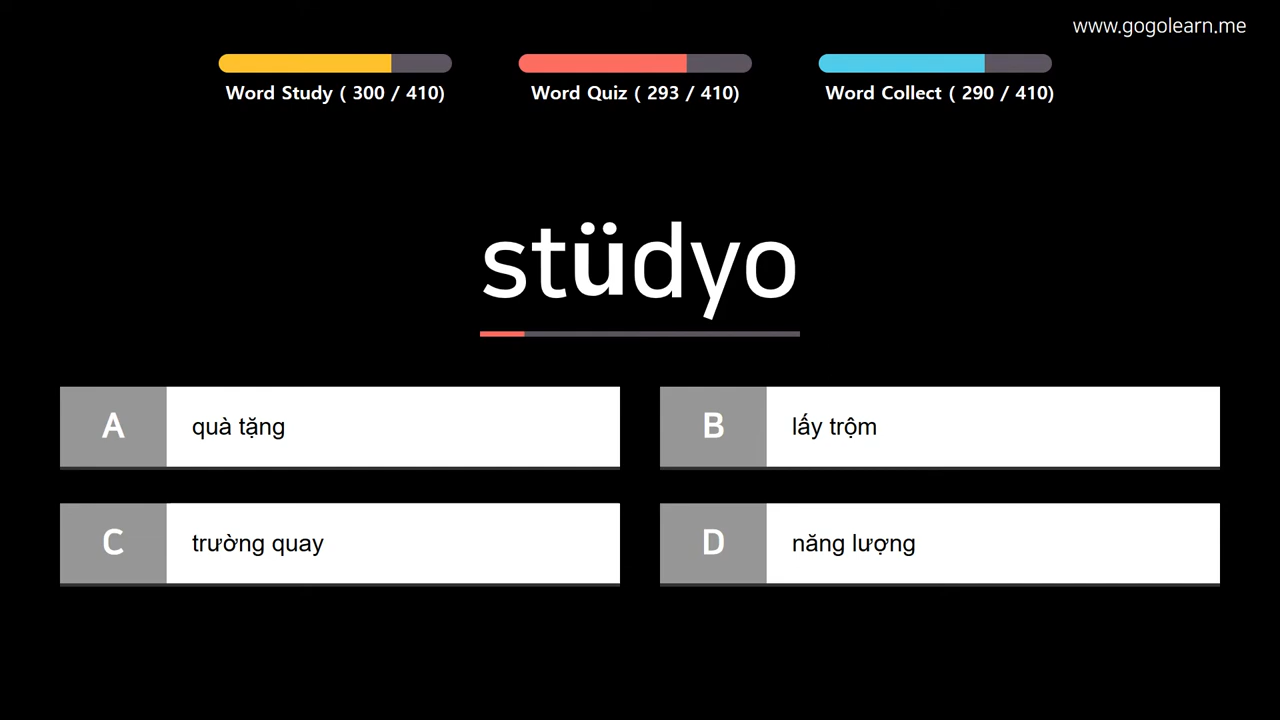 www.gogolearn.me
Word Study ( 300 / 410)
Word Quiz ( 293 / 410)
Word Collect ( 290 / 410)
stüdyo
A
quà tặng
B
lấy trộm
C
trường quay
D
năng lượng